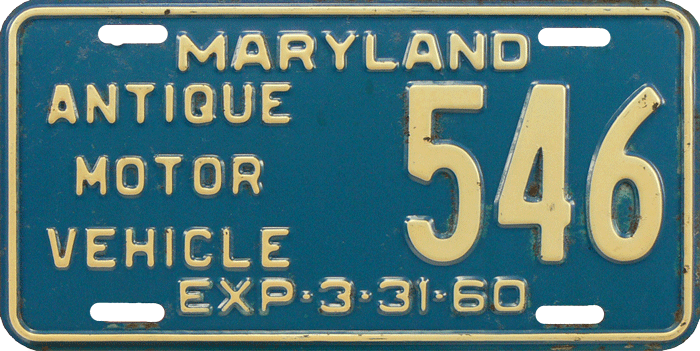 MARYLAND
ANTIQUE
MOTOR
VEHICLE
546
EXP·3·31·60